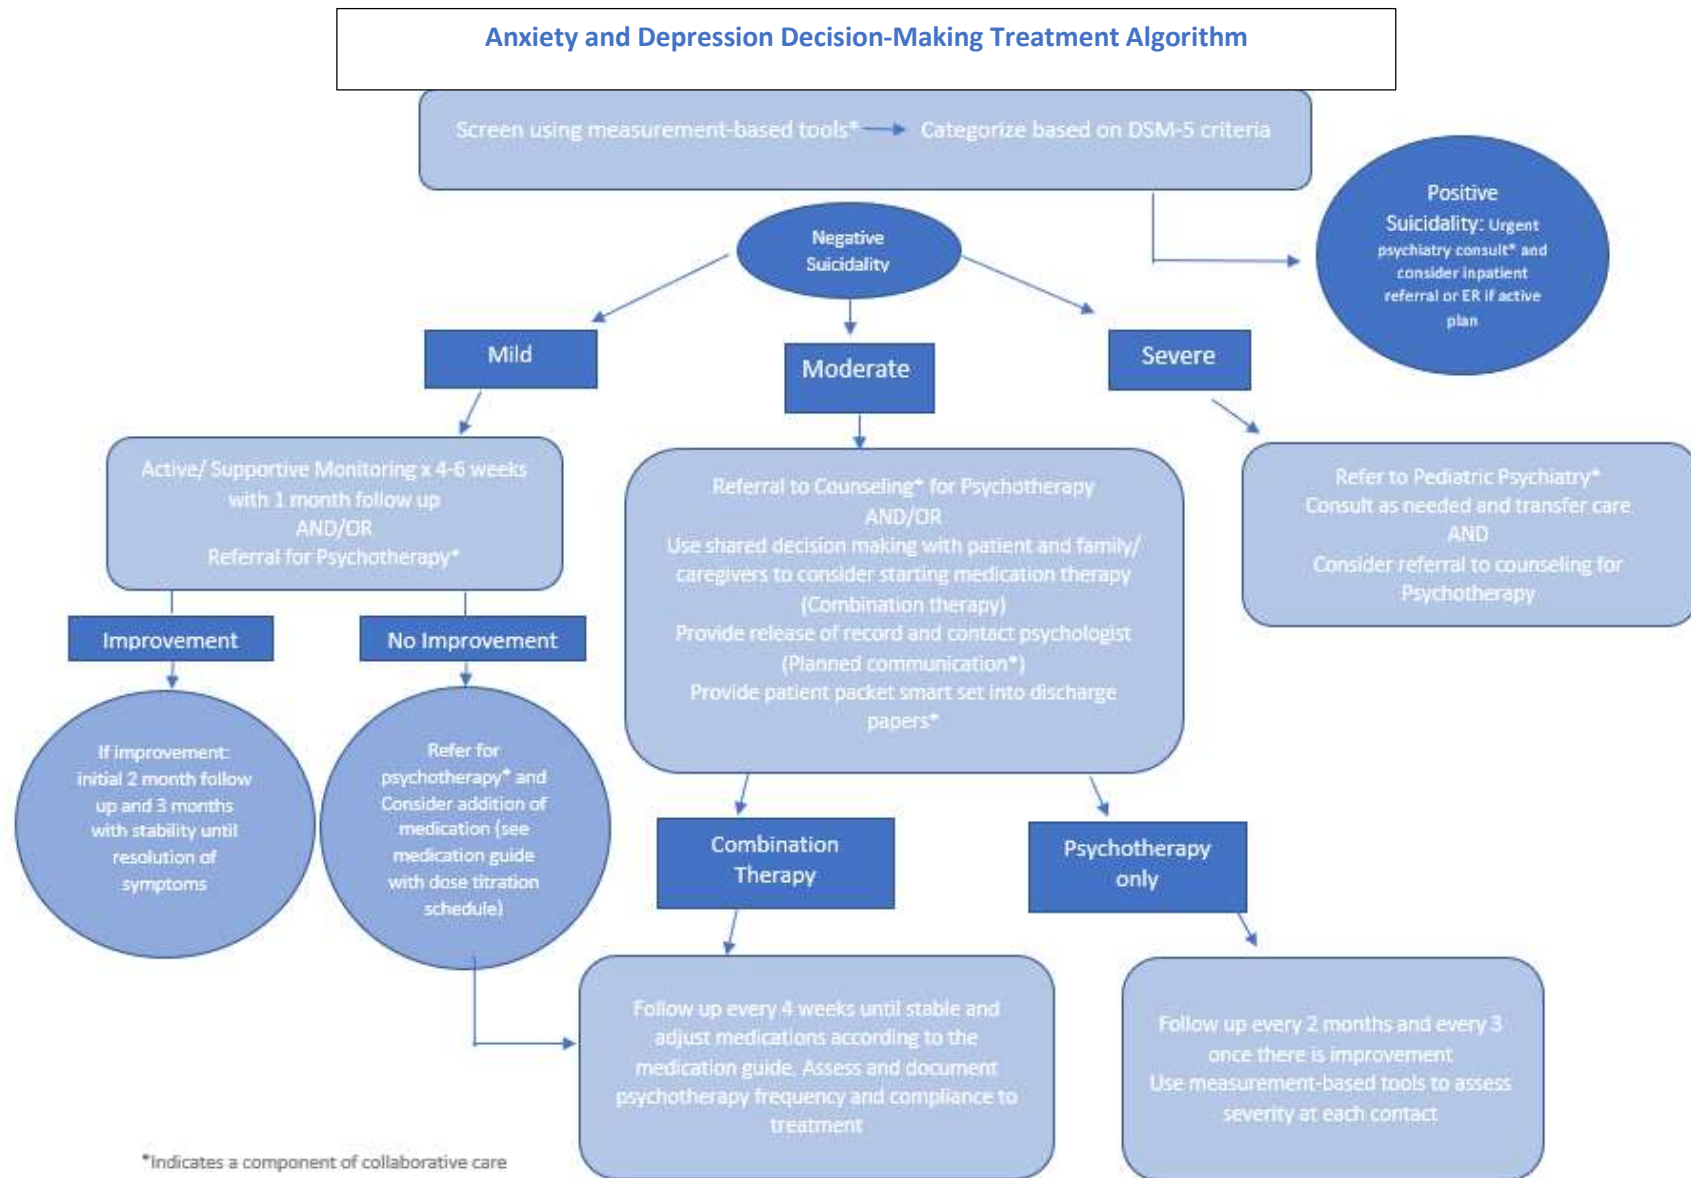 Anxiety and Depression Decision-Making Treatment Algorithm
Screen using measurement-based tools* Categorize based on DSM-5 criteria
Positive
Suicidality: Urgent
psychiatry consult* and
consider inpatient
referral or ER if active
plan
Negative
Suicidality
Mild
Moderate
Severe
Active/ Supportive Monitoring x 4-6 weeks
with 1 month follow up
AND/OR
Referral for Psychotherapy*
Referral to Counseling* for Psychotherapy
AND/OR
Use shared decision making with patient and family/
caregivers to consider starting medication therapy
(Combination therapy)
Provide release of record and contact psychologist
(Planned communication*)
Provide patient packet smart set into discharge
papers*
Refer to Pediatric Psychiatry*
Consult as needed and transfer care
AND
Consider referral to counseling for
Psychotherapy
Improvement
No Improvement
If improvement:
initial 2 month follow
up and 3 months
with stability until
resolution of
symptoms
Refer for
psychotherapy* and
Consider addition of
medication (see
medication guide
with dose titration
schedule)
Combination
Therapy
Psychotherapy
only
Follow up every 4 weeks until stable and
adjust medications according to the
medication guide. Assess and document
psychotherapy frequency and compliance to
treatment
Follow up every 2 months and every 3
once there is improvement
Use measurement-based tools to assess
severity at each contact
*Indicates a component of collaborative care